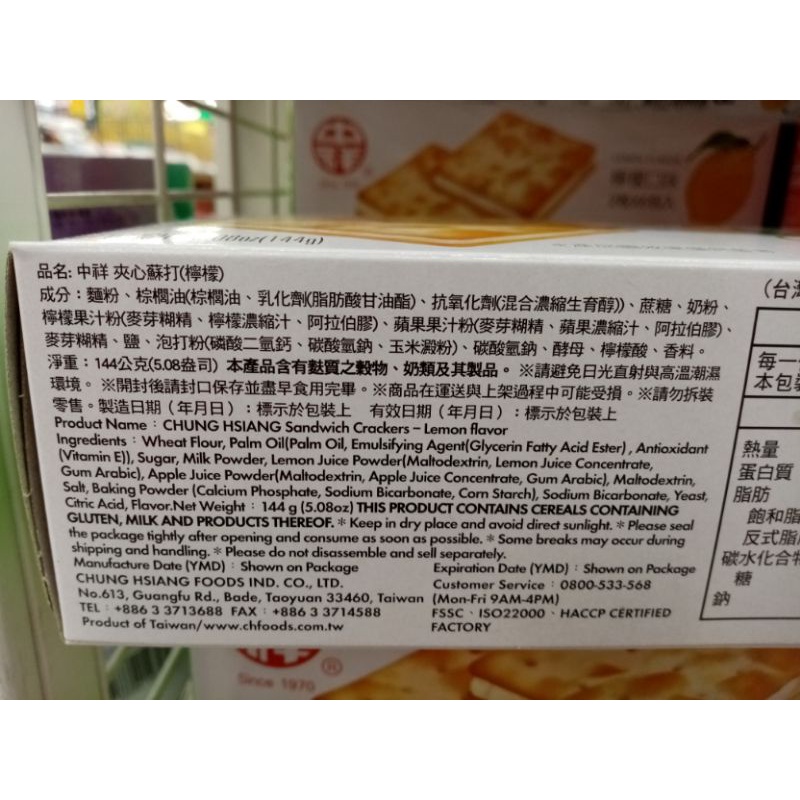 檸檬口味
(144g)
品名: 中祥 夾心蘇打(檸檬)
成分：麵粉、棕櫚油(棕櫚油、乳化劑(脂肪酸甘油酯)、抗氧化劑(混合濃縮生育醇))、蔗糖、奶粉、
檸檬果汁粉(麥芽糊精、檸檬濃縮汁、阿拉伯膠)、蘋果果汁粉(麥芽糊精、蘋果濃縮汁、阿拉伯膠)、
麥芽糊精、鹽、泡打粉(磷酸二氫鈣、碳酸氫鈉、玉米澱粉)、碳酸氫鈉、酵母、檸檬酸、香料。
淨重：144公克(5.08盎司) 本產品含有麩質之穀物、奶類及其製品。 ※請避免日光直射與高溫潮濕
環境。 ※開封後請封口保存並盡早食用完畢。※商品在運送與上架過程中可能受損。※請勿拆裝
零售。製造日期（年月日）：標示於包裝上　有效日期（年月日）：標示於包裝上
Product Name：CHUNG HSIANG Sandwich Crackers – Lemon flavor
Ingredients：Wheat Flour, Palm Oil(Palm Oil, Emulsifying Agent(Glycerin Fatty Acid Ester) , Antioxidant
(Vitamin E)), Sugar, Milk Powder, Lemon Juice Powder(Maltodextrin, Lemon Juice Concentrate,
Gum Arabic), Apple Juice Powder(Maltodextrin, Apple Juice Concentrate, Gum Arabic), Maltodextrin,
Salt, Baking Powder (Calcium Phosphate, Sodium Bicarbonate, Corn Starch), Sodium Bicarbonate, Yeast,
Citric Acid, Flavor.Net Weight：144 g (5.08oz) THIS PRODUCT CONTAINS CEREALS CONTAINING
GLUTEN, MILK AND PRODUCTS THEREOF. ＊Keep in dry place and avoid direct sunlight. ＊Please seal
the package tightly after opening and consume as soon as possible. ＊Some breaks may occur during
shipping and handling. ＊Please do not disassemble and sell separately.
Manufacture Date (YMD)：Shown on Package Expiration Date (YMD)：Shown on Package
CHUNG HSIANG FOODS IND. CO., LTD. Customer Service：0800-533-568
No.613, Guangfu Rd., Bade, Taoyuan 33460, Taiwan (Mon-Fri 9AM-4PM)
TEL：+886 3 3713688 FAX：+886 3 3714588 FSSC、ISO22000、HACCP CERTIFIED
Product of Taiwan/www.chfoods.com.tw FACTORY
(台灣
每一
本包裝
熱量
蛋白質
脂肪
飽和脂
反式脂
碳水化合物
糖
鈉
Since 1970